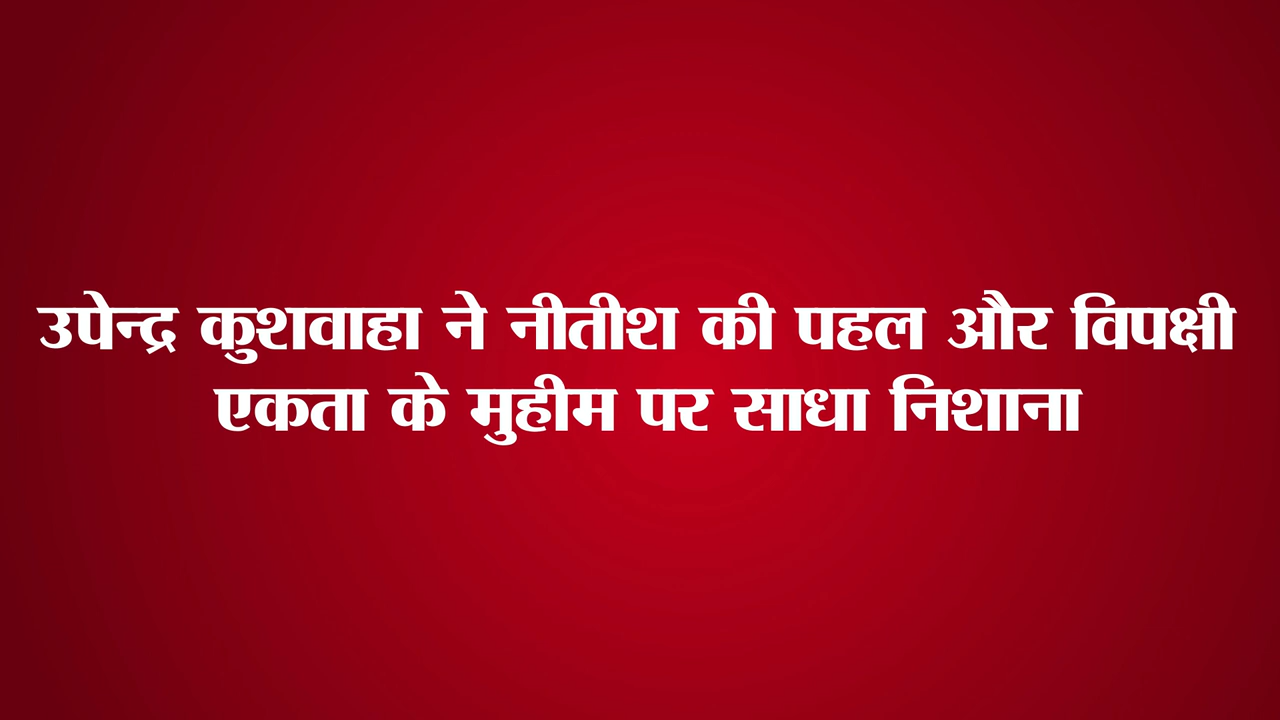 उपेन्द्र कुशवाहा ने नीतीश की पहल और विपक्षी
एकता के मुहीम पर साधा निशाना